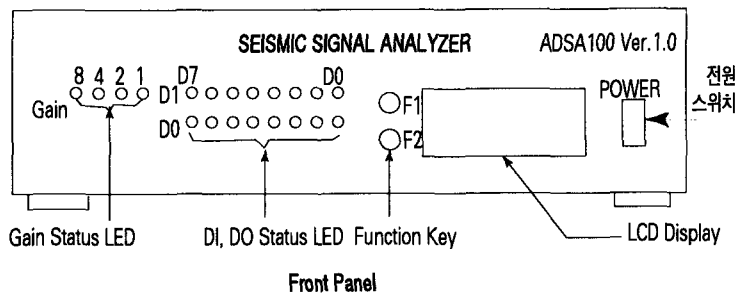 SEISMIC SIGNAL ANALYZER
ADSA100 Ver.1.0
8 4 2 1
Gain
D7 D0
D1
D0
F1
F2
POWER
전원
스위치
Gain Status LED
DI, DO Status LED
Function Key
LCD Display
Front Panel